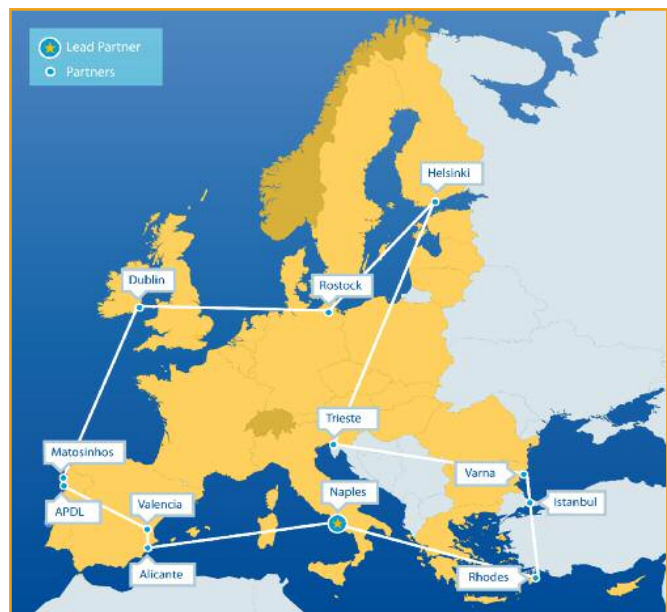 Lead Partner
Partners
Helsinki
Dublin
Rostock
Trieste
Matosinhos
Varna
Naples
Valencia
Istanbul
APDL
Alicante
Rhodes